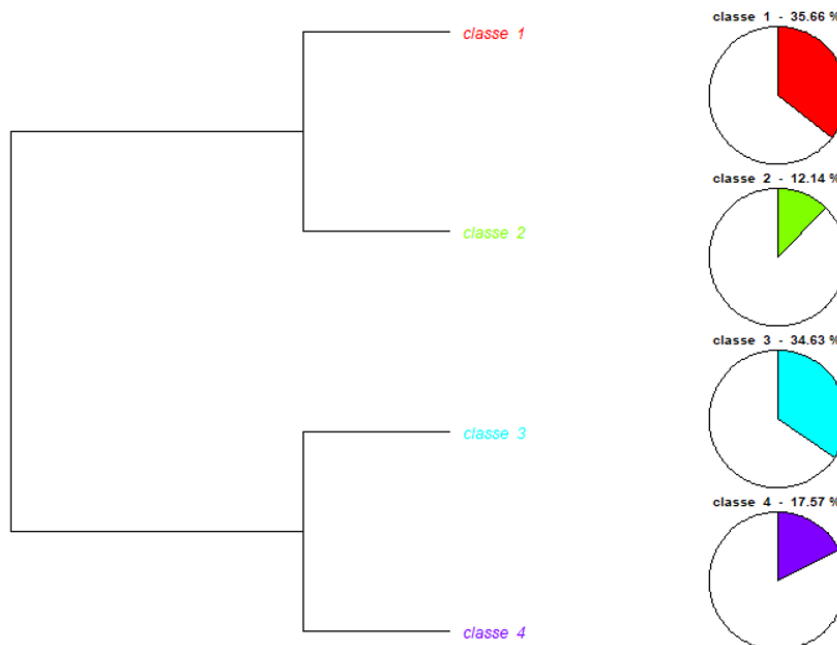 classe 1 - 35.66 %
classe 1
classe 2 - 12.14 %
classe 2
classe 3 - 34.63 %
classe 3
classe 4 - 17.57 %
classe 4